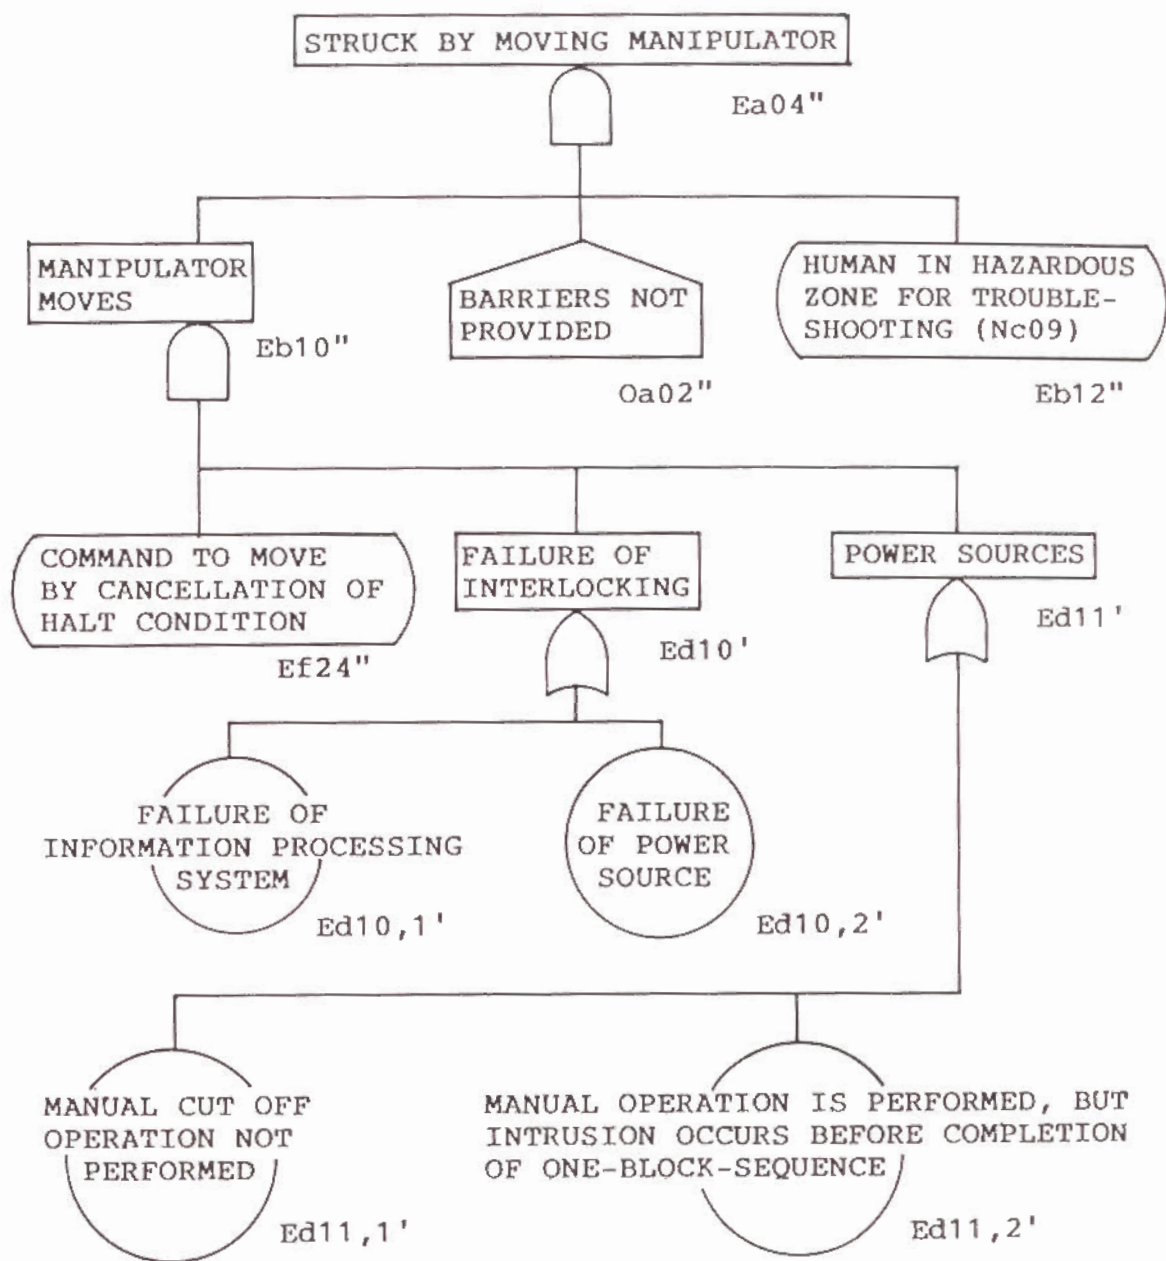 STRUCK BY MOVING MANIPULATOR
Ea04"
MANIPULATOR
MOVES
Eb10"
BARRIERS NOT
PROVIDED
Oa02"
HUMAN IN HAZARDOUS
ZONE FOR TROUBLE-
SHOOTING (Nc09)
Eb12"
COMMAND TO MOVE
BY CANCELLATION OF
HALT CONDITION
Ef24"
FAILURE OF
INTERLOCKING
Ed10'
POWER SOURCES
Ed11'
FAILURE OF
INFORMATION PROCESSING
SYSTEM
Ed10,1'
FAILURE
OF POWER
SOURCE
Ed10,2'
MANUAL CUT OFF
OPERATION NOT
PERFORMED
Ed11,1'
MANUAL OPERATION IS PERFORMED, BUT
INTRUSION OCCURS BEFORE COMPLETION
OF ONE-BLOCK-SEQUENCE
Ed11,2'